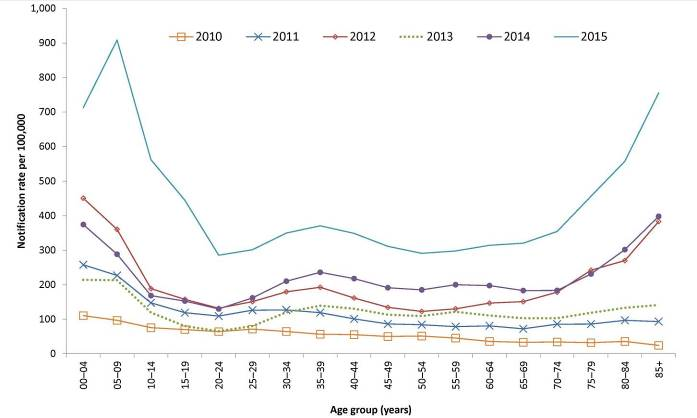 1,000
900
800
700
600
500
400
300
200
100
0
Notification rate per 100,000
2010 2011 2012 2013 2014 2015
00–04 05–09 10–14 15–19 20–24 25–29 30–34 35–39 40–44 45–49 50–54 55–59 60–64 65–69 70–74 75–79 80–84 85+
Age group (years)